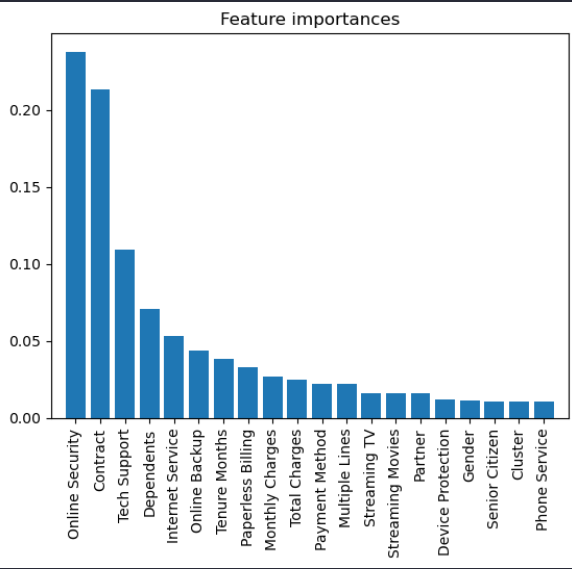 Feature importances
0.20
0.15
0.10
0.05
0.00
Online Security
Contract
Tech Support
Dependents
Internet Service
Online Backup
Tenure Months
Paperless Billing
Monthly Charges
Total Charges
Payment Method
Multiple Lines
Streaming TV
Streaming Movies
Partner
Device Protection
Gender
Senior Citizen
Cluster
Phone Service